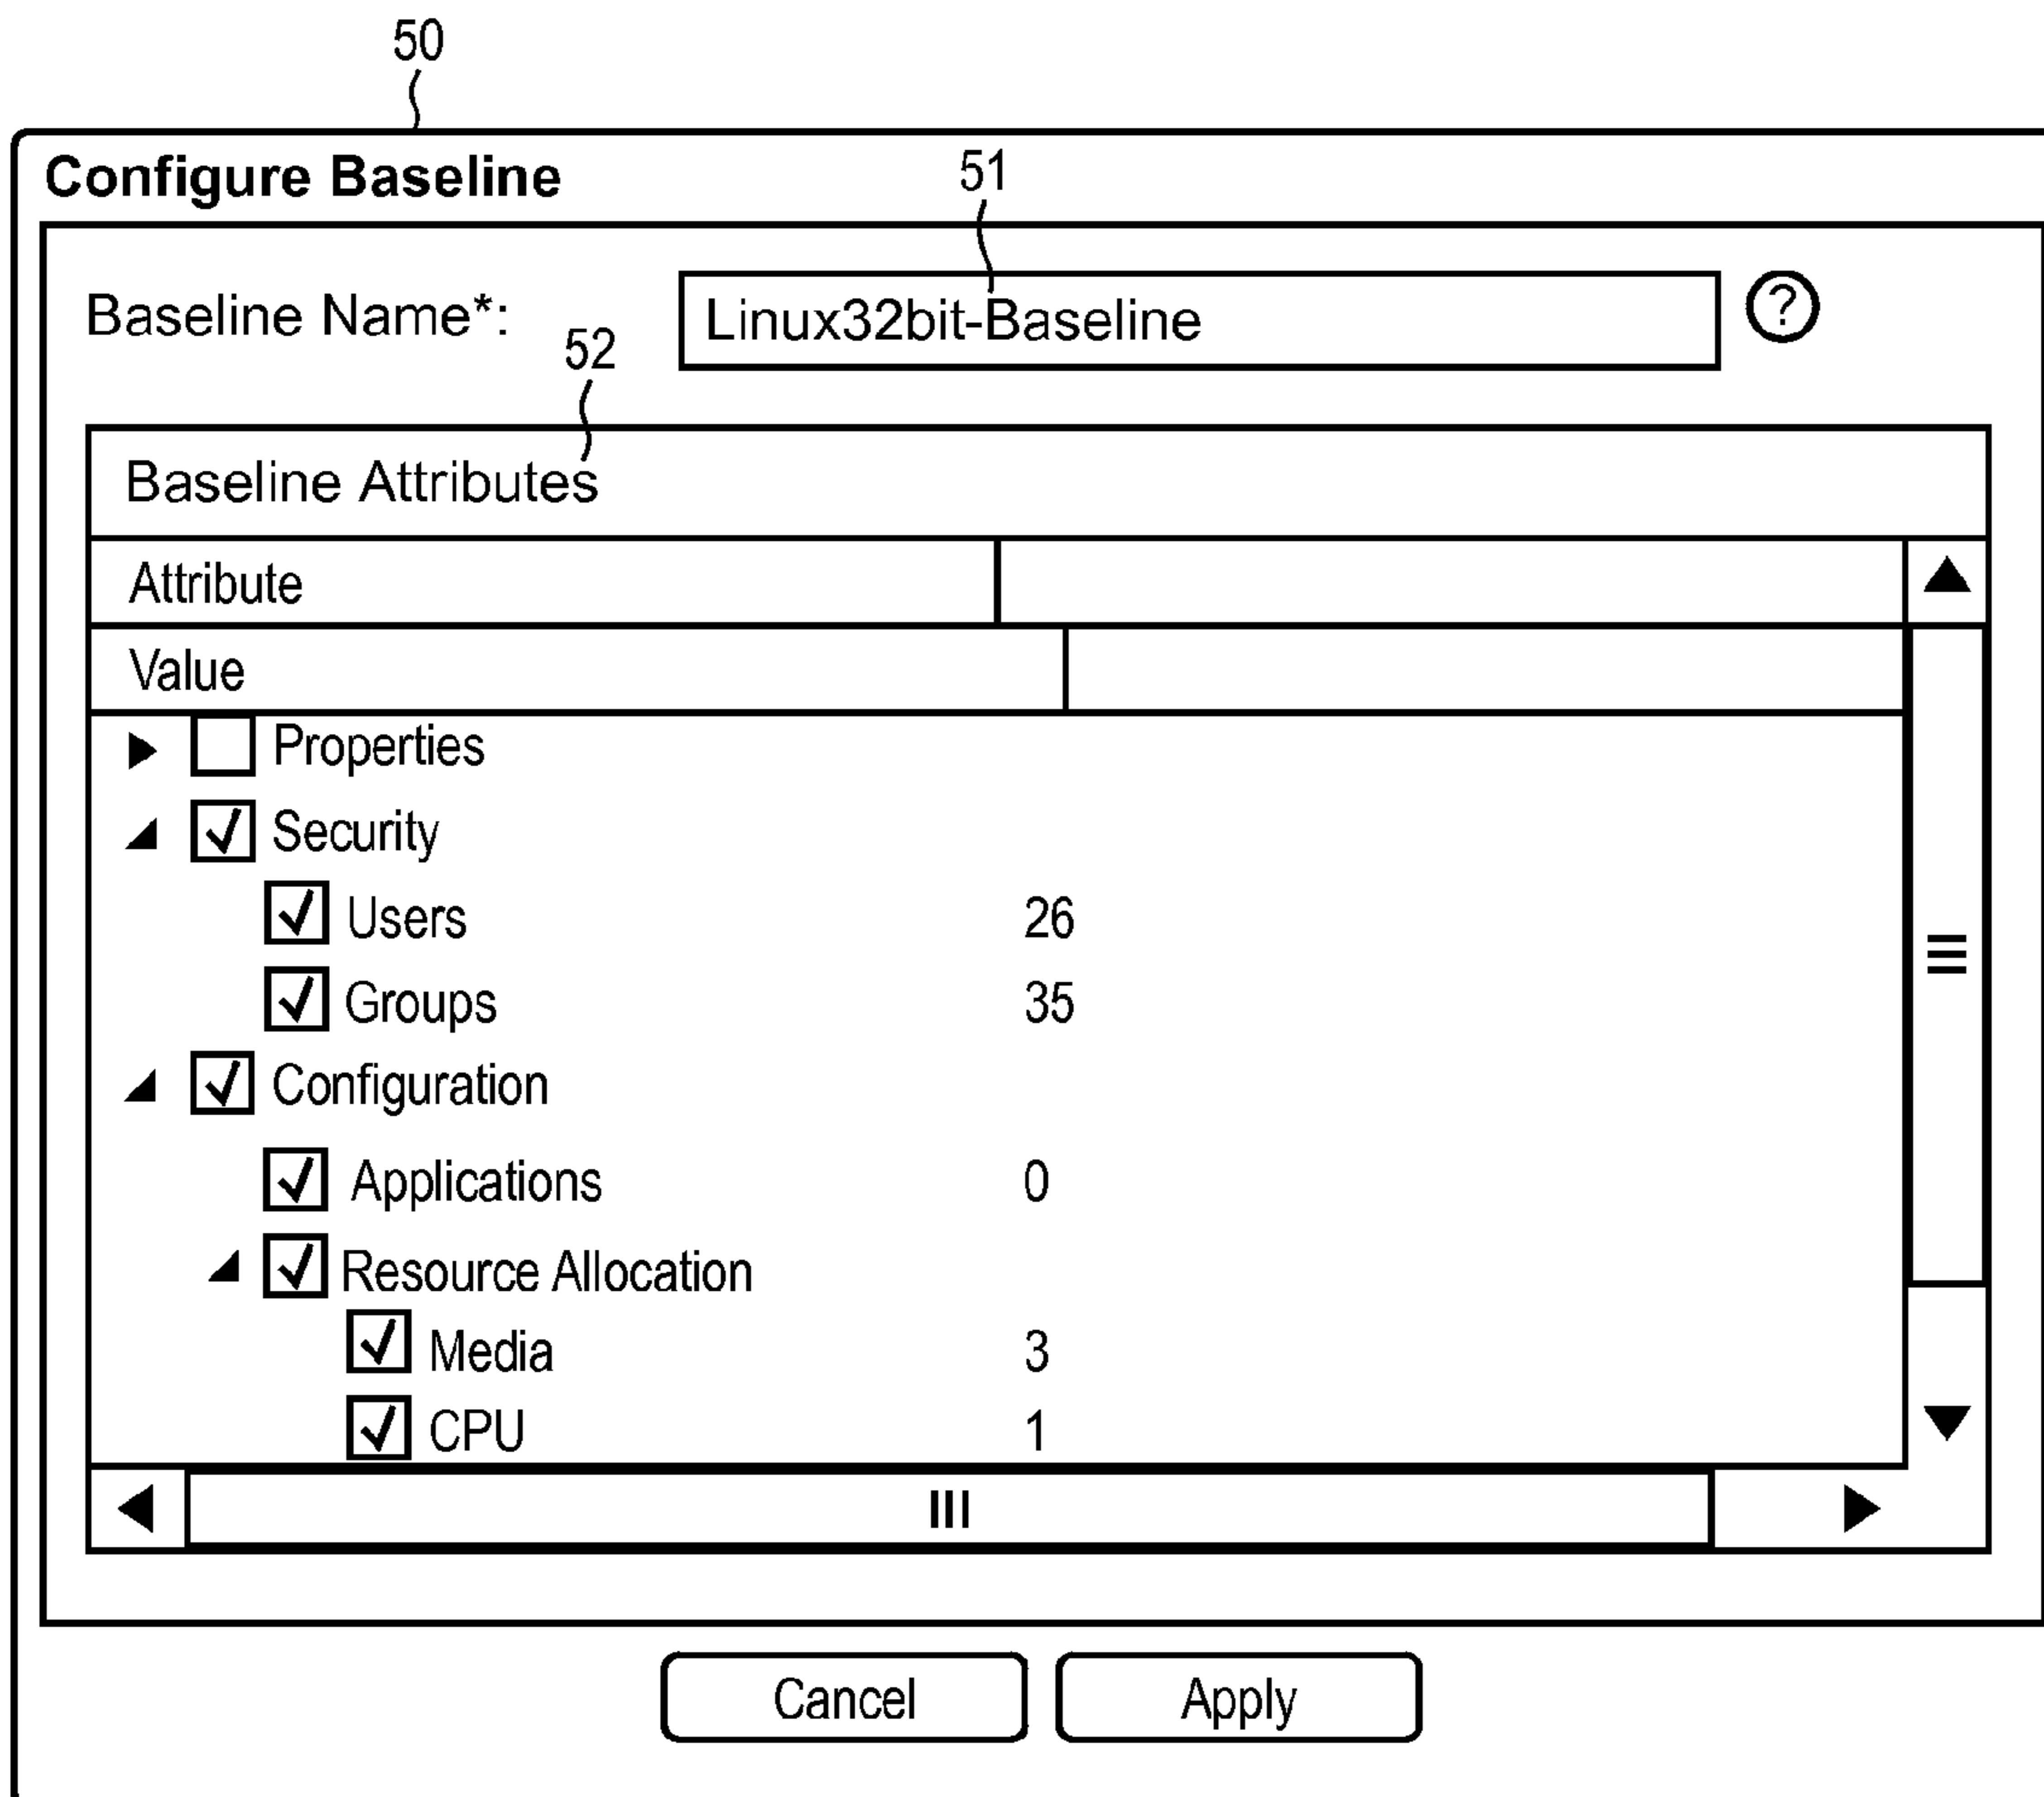 50
Configure Baseline
51
Baseline Name*: Linux32bit-Baseline ?
52
Baseline Attributes
Attribute
Value
Properties
Security
Users 26
Groups 35
Configuration
Applications 0
Resource Allocation
Media 3
CPU 1
Cancel Apply